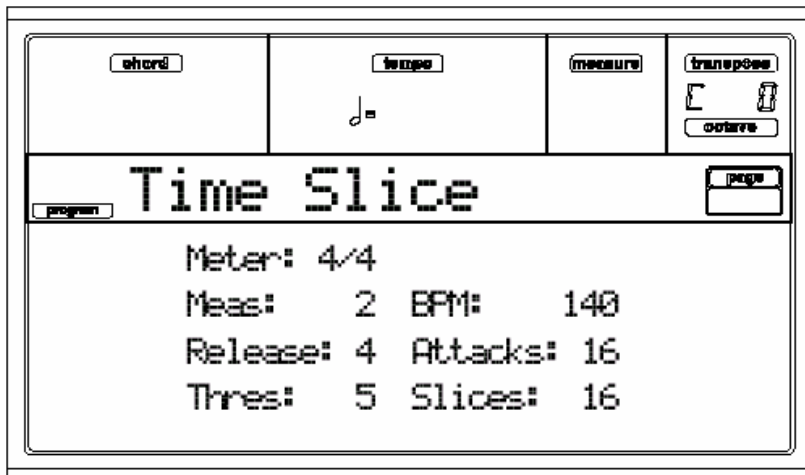 chord tempo measure transpose
𝅗𝅥= C 0
octave
program Time Slice page
Meter: 4/4
Meas: 2 BPM: 140
Release: 4 Attacks: 16
Thres: 5 Slices: 16